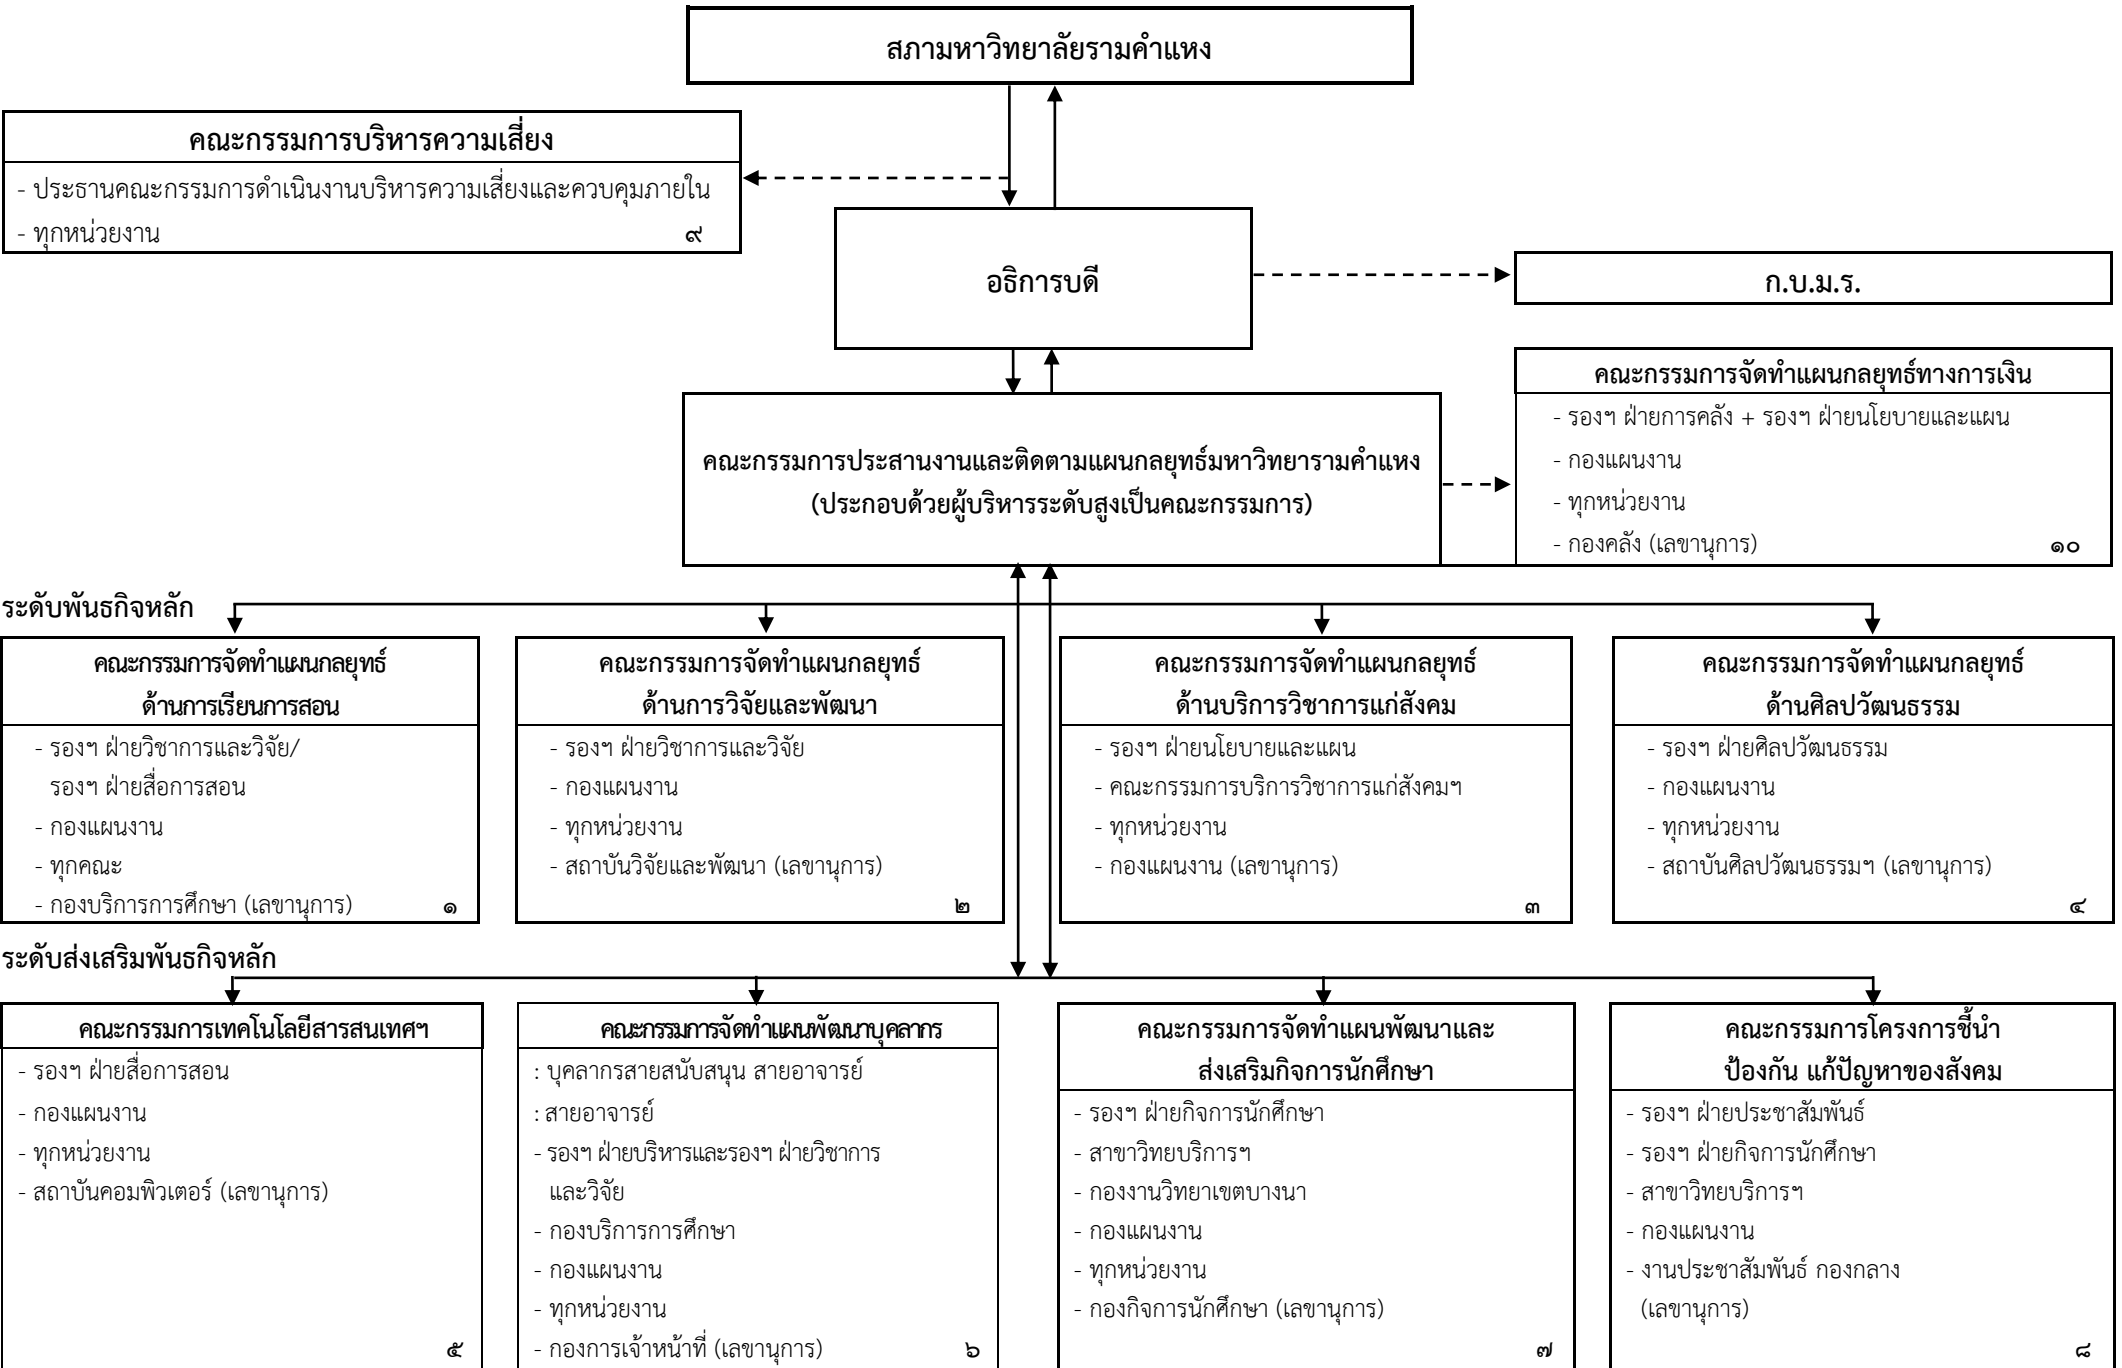 สภามหาวิทยาลัยรามคำแหง
คณะกรรมการบริหารความเสี่ยง
- ประธานคณะกรรมการดำเนินงานบริหารความเสี่ยงและควบคุมภายใน
- ทุกหน่วยงาน ๙
อธิการบดี
ก.บ.ม.ร.
คณะกรรมการจัดทำแผนกลยุทธ์ทางการเงิน
- รองฯ ฝ่ายการคลัง + รองฯ ฝ่ายนโยบายและแผน
- กองแผนงาน
- ทุกหน่วยงาน
- กองคลัง (เลขานุการ) ๑๐
คณะกรรมการประสานงานและติดตามแผนกลยุทธ์มหาวิทยารามคำแหง
(ประกอบด้วยผู้บริหารระดับสูงเป็นคณะกรรมการ)
ระดับพันธกิจหลัก
คณะกรรมการจัดทำแผนกลยุทธ์
ด้านการเรียนการสอน
- รองฯ ฝ่ายวิชาการและวิจัย/
รองฯ ฝ่ายสื่อการสอน
- กองแผนงาน
- ทุกคณะ
- กองบริการการศึกษา (เลขานุการ) ๑
คณะกรรมการจัดทำแผนกลยุทธ์
ด้านการวิจัยและพัฒนา
- รองฯ ฝ่ายวิชาการและวิจัย
- กองแผนงาน
- ทุกหน่วยงาน
- สถาบันวิจัยและพัฒนา (เลขานุการ)
๒
คณะกรรมการจัดทำแผนกลยุทธ์
ด้านบริการวิชาการแก่สังคม
- รองฯ ฝ่ายนโยบายและแผน
- คณะกรรมการบริการวิชาการแก่สังคมฯ
- ทุกหน่วยงาน
- กองแผนงาน (เลขานุการ)
๓
คณะกรรมการจัดทำแผนกลยุทธ์
ด้านศิลปวัฒนธรรม
- รองฯ ฝ่ายศิลปวัฒนธรรม
- กองแผนงาน
- ทุกหน่วยงาน
- สถาบันศิลปวัฒนธรรมฯ (เลขานุการ)
๔
ระดับส่งเสริมพันธกิจหลัก
คณะกรรมการเทคโนโลยีสารสนเทศฯ
- รองฯ ฝ่ายสื่อการสอน
- กองแผนงาน
- ทุกหน่วยงาน
- สถาบันคอมพิวเตอร์ (เลขานุการ)
๕
คณะกรรมการจัดทำแผนพัฒนาบุคลากร
: บุคลากรสายสนับสนุน สายอาจารย์
: สายอาจารย์
- รองฯ ฝ่ายบริหารและรองฯ ฝ่ายวิชาการ
และวิจัย
- กองบริการการศึกษา
- กองแผนงาน
- ทุกหน่วยงาน
- กองการเจ้าหน้าที่ (เลขานุการ) ๖
คณะกรรมการจัดทำแผนพัฒนาและ
ส่งเสริมกิจการนักศึกษา
- รองฯ ฝ่ายกิจการนักศึกษา
- สาขาวิทยบริการฯ
- กองงานวิทยาเขตบางนา
- กองแผนงาน
- ทุกหน่วยงาน
- กองกิจการนักศึกษา (เลขานุการ)
๗
คณะกรรมการโครงการชี้นำ
ป้องกัน แก้ปัญหาของสังคม
- รองฯ ฝ่ายประชาสัมพันธ์
- รองฯ ฝ่ายกิจการนักศึกษา
- สาขาวิทยบริการฯ
- กองแผนงาน
- งานประชาสัมพันธ์ กองกลาง
(เลขานุการ)
๘